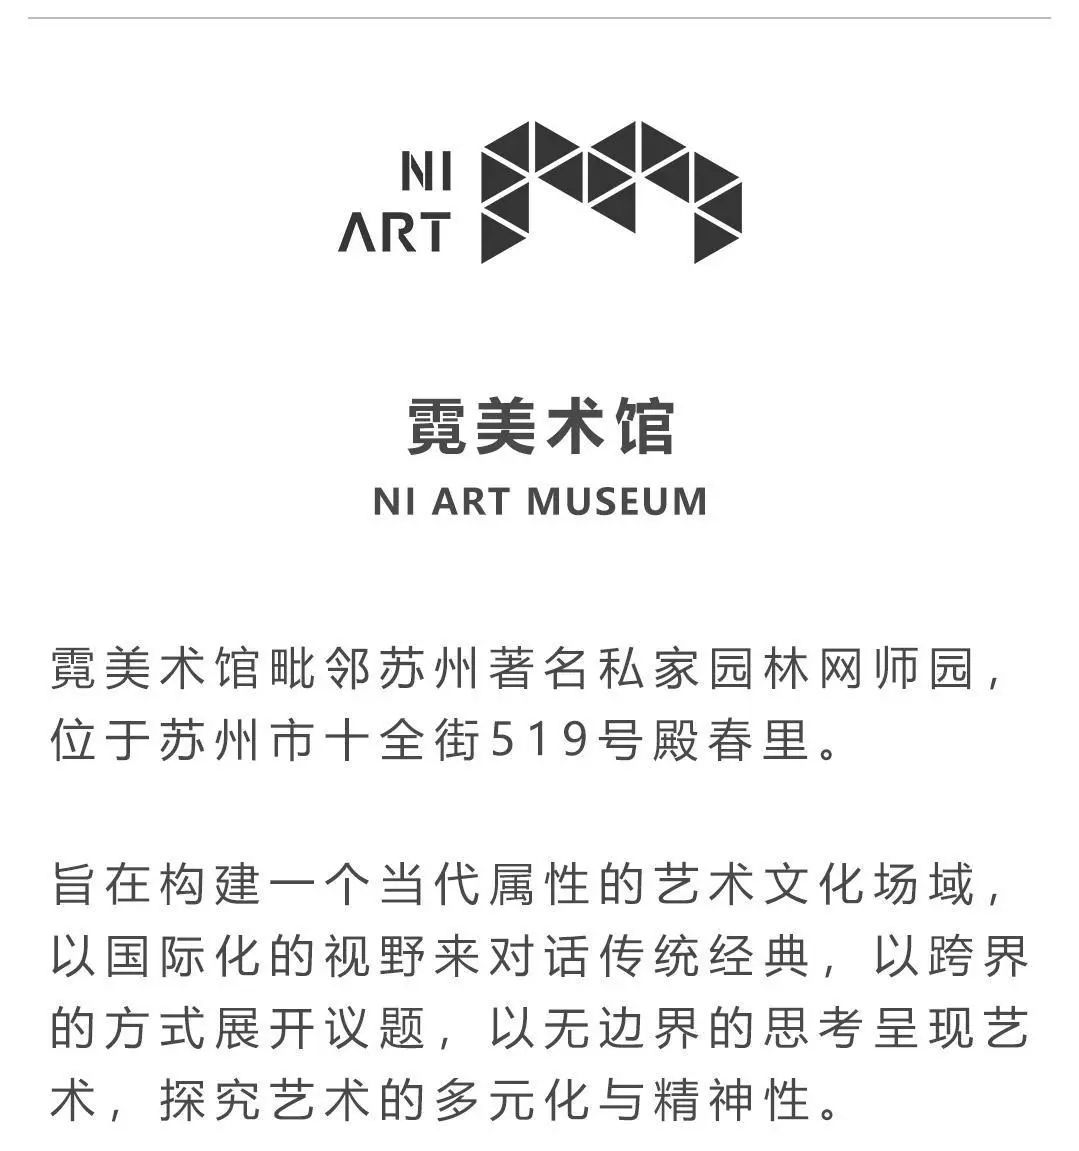 NI
ART
霓美术馆
NI ART MUSEUM
霓美术馆毗邻苏州著名私家园林网师园，
位于苏州市十全街519号殿春里。
旨在构建一个当代属性的艺术文化场域，
以国际化的视野来对话传统经典，以跨界
的方式展开议题，以无边界的思考呈现艺
术，探究艺术的多元化与精神性。